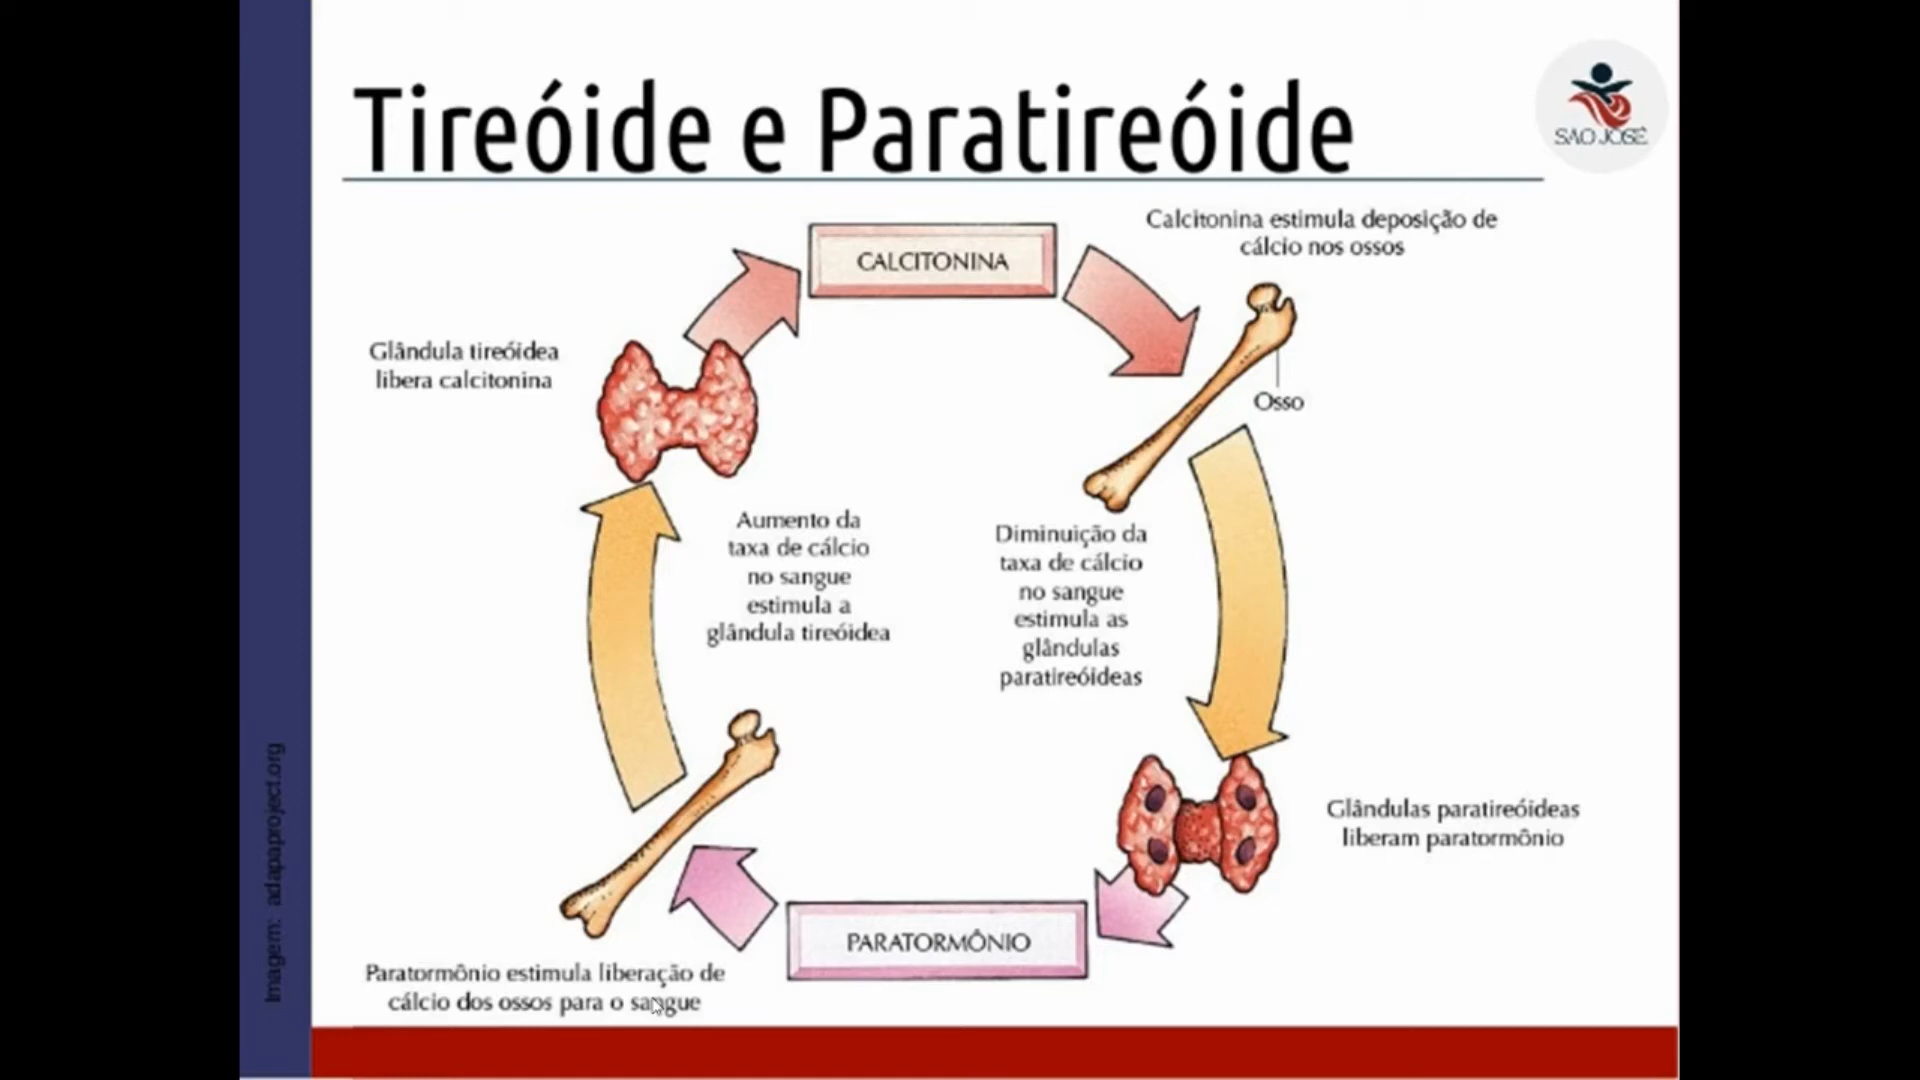 Tireóide e Paratireóide
SAO JOSÉ
CALCITONINA
Calcitonina estimula deposição de
cálcio nos ossos
Glândula tireóidea
libera calcitonina
Osso
Aumento da
taxa de cálcio
no sangue
estimula a
glândula tireóidea
Diminuição da
taxa de cálcio
no sangue
estimula as
glândulas
paratireóideas
Glândulas paratireóideas
liberam paratormônio
PARATORMÔNIO
Paratormônio estimula liberação de
cálcio dos ossos para o sangue
Imagem: adapaproject.org